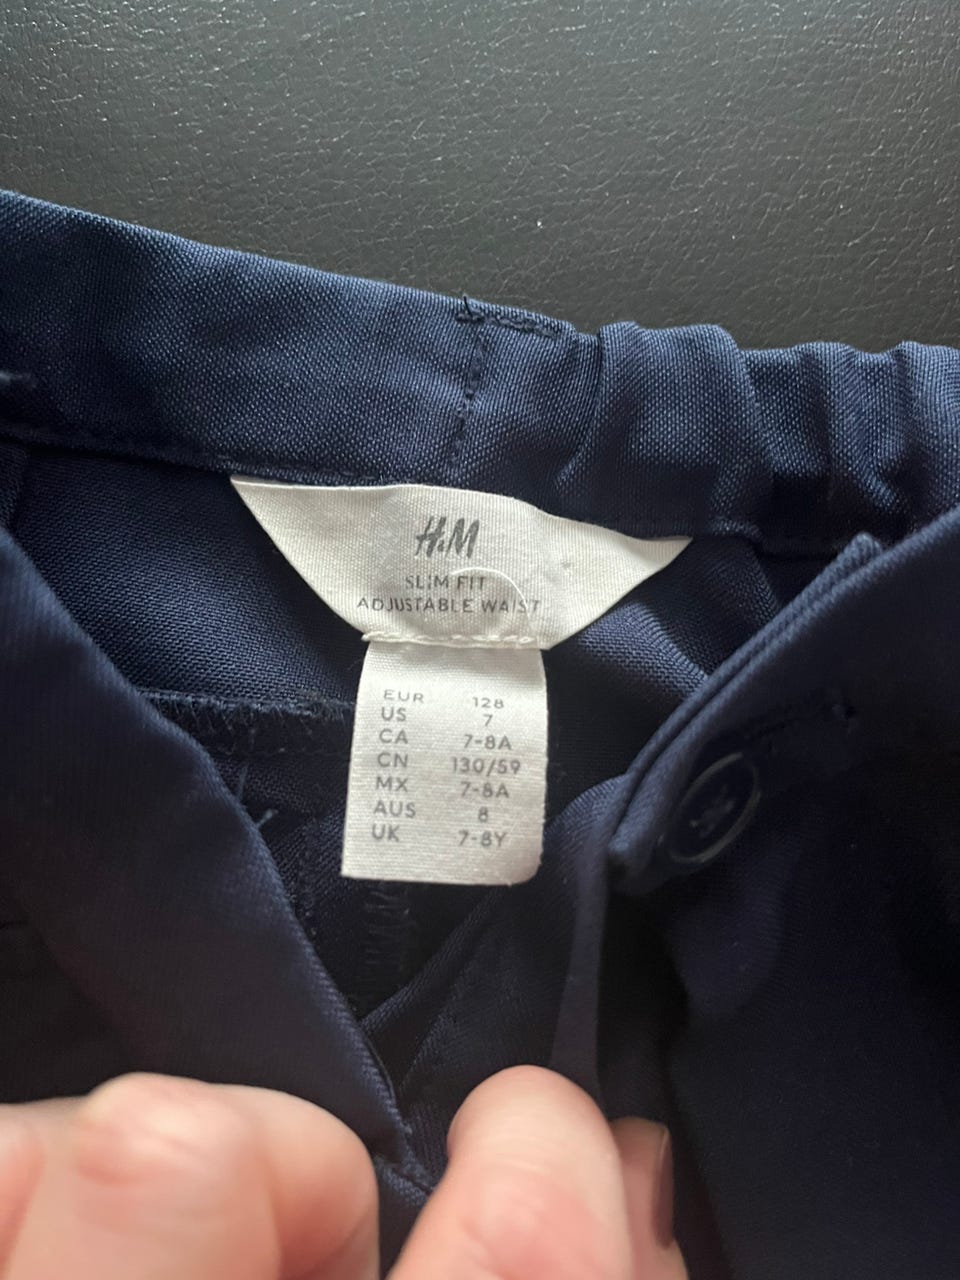 H&M
SLIM FIT
ADJUSTABLE WAIST
EUR 128
US 7
CA 7-8A
CN 130/59
MX 7-8A
AUS 8
UK 7-8Y